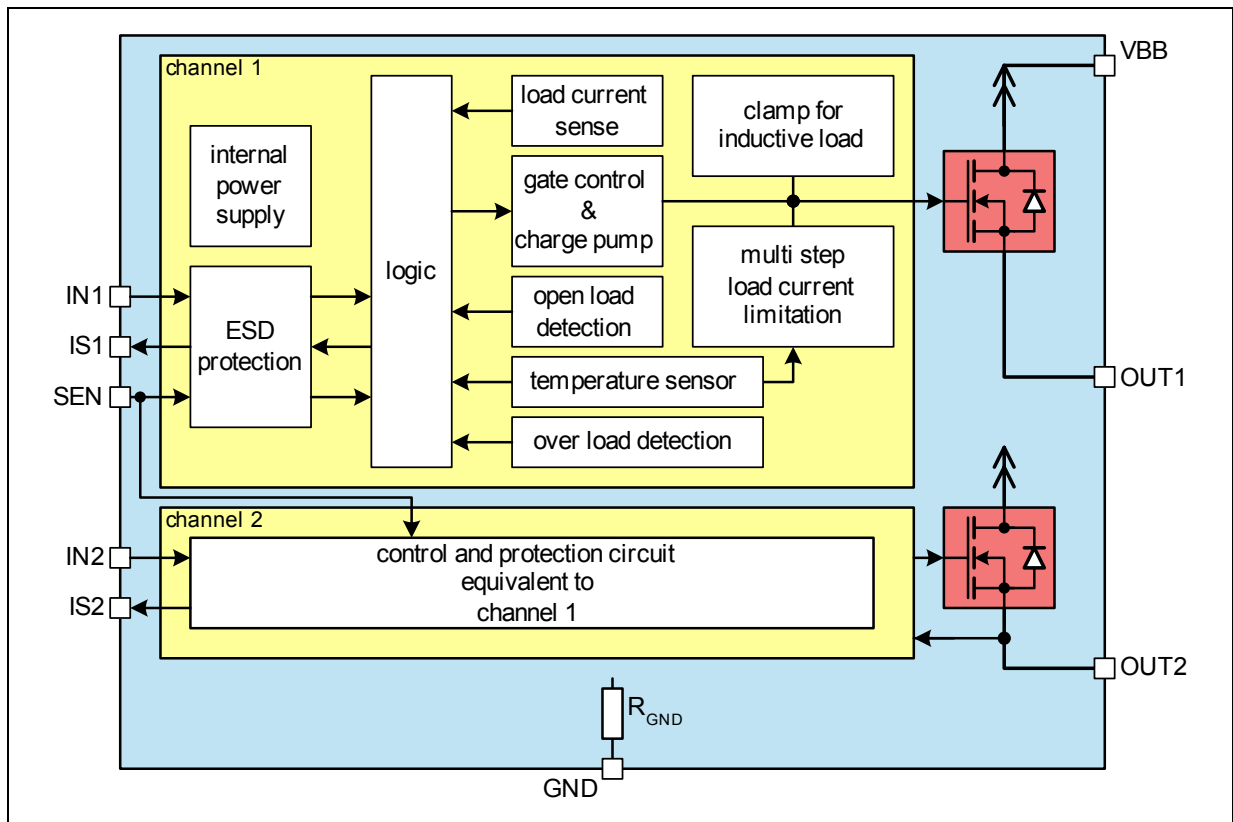 VBB
channel 1
load current
sense
clamp for
inductive load
internal
power
supply
gate control
&
charge pump
logic
multi step
load current
limitation
IN1
IS1
SEN
ESD
protection
open load
detection
temperature sensor
OUT1
over load detection
channel 2
IN2
IS2
control and protection circuit
equivalent to
channel 1
OUT2
RGND
GND